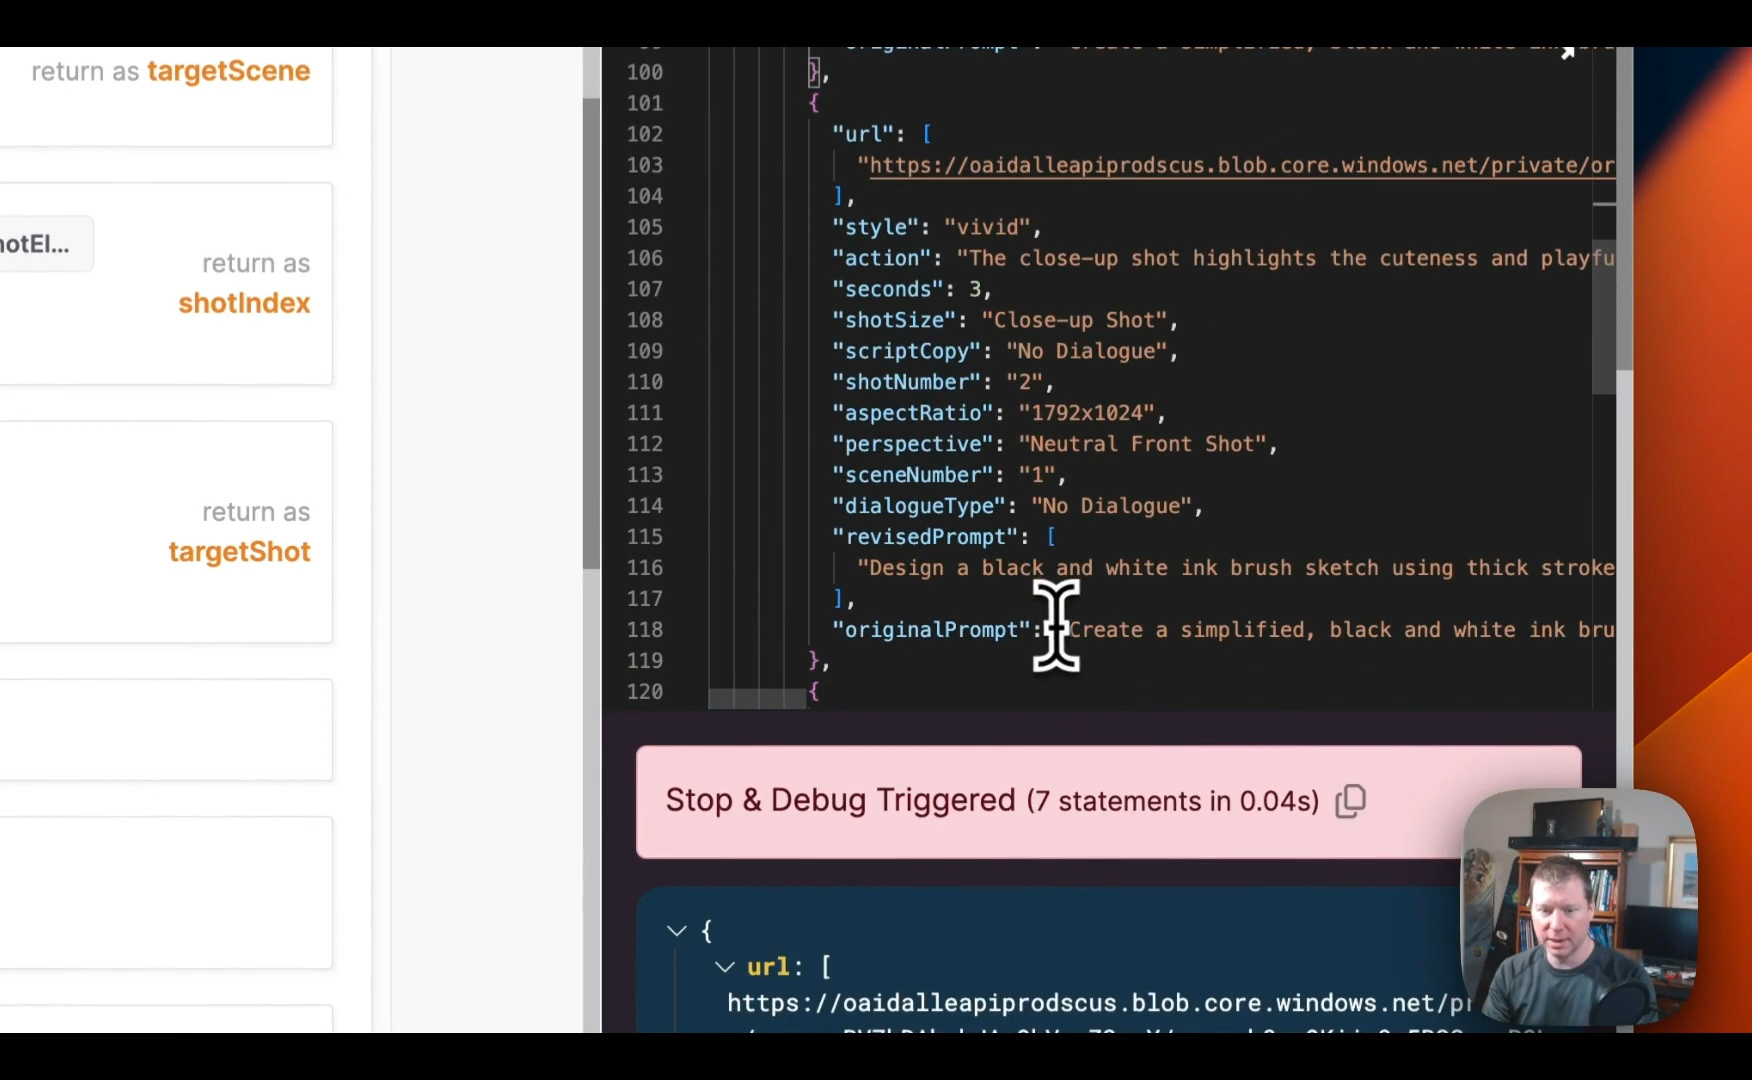 return as targetScene
notEl...
return as
shotIndex
return as
targetShot
100 },
101 {
102 "url": [
103 "https://oaidalleapiprodscus.blob.core.windows.net/private/or
104 ],
105 "style": "vivid",
106 "action": "The close-up shot highlights the cuteness and playfu
107 "seconds": 3,
108 "shotSize": "Close-up Shot",
109 "scriptCopy": "No Dialogue",
110 "shotNumber": "2",
111 "aspectRatio": "1792x1024",
112 "perspective": "Neutral Front Shot",
113 "sceneNumber": "1",
114 "dialogueType": "No Dialogue",
115 "revisedPrompt": [
116 "Design a black and white ink brush sketch using thick stroke
117 ],
118 "originalPrompt": "Create a simplified, black and white ink bru
119 },
120 {
Stop & Debug Triggered (7 statements in 0.04s)
{
url: [
https://oaidalleapiprodscus.blob.core.windows.net/pr